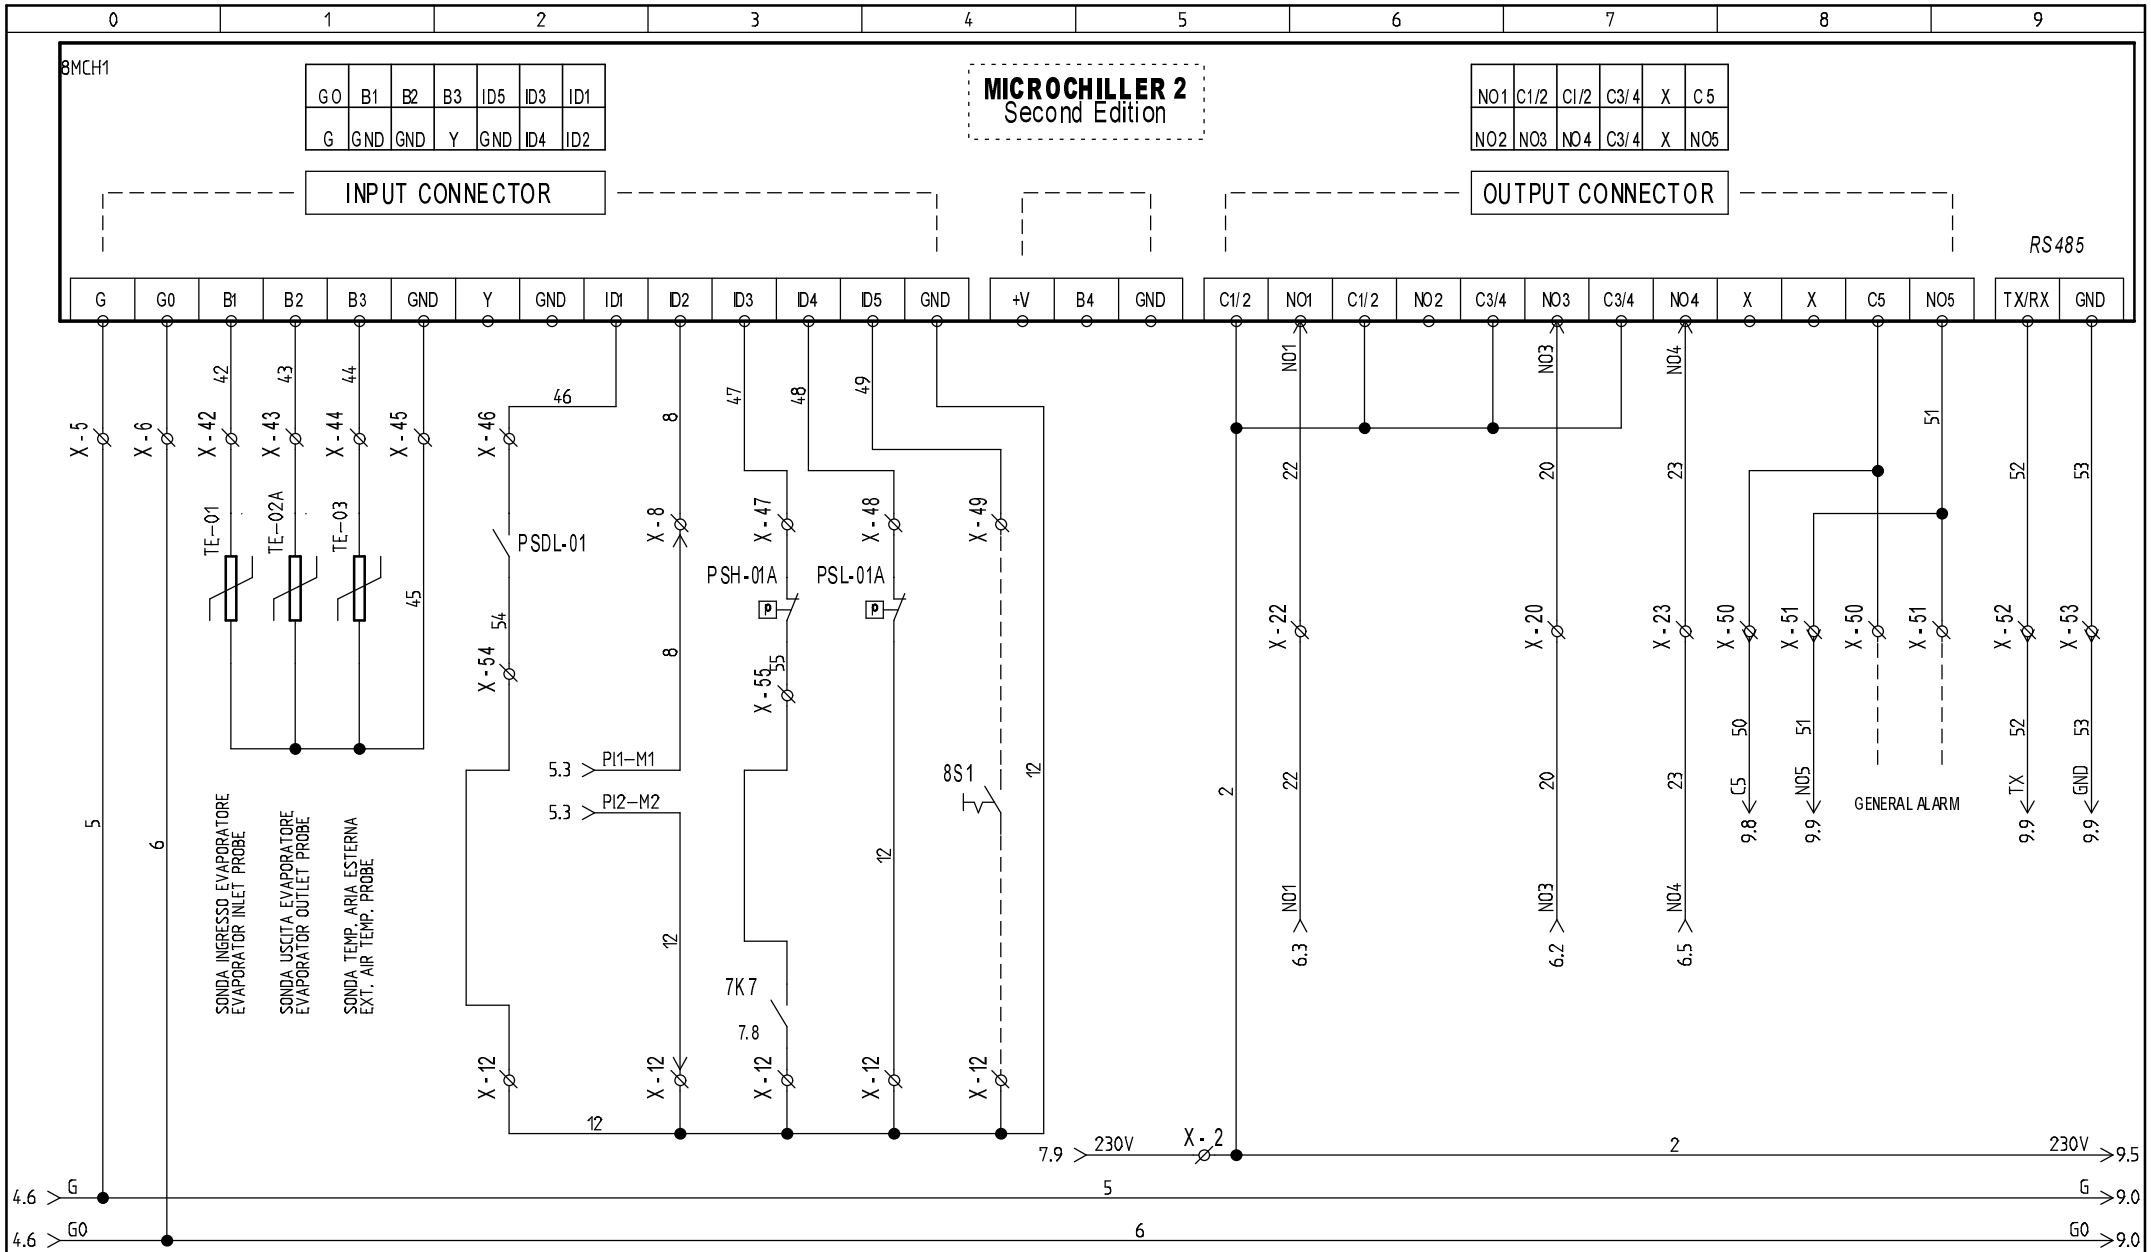 0 1 2 3 4 5 6 7 8 9
8MCH1
G0 B1 B2 B3 ID5 ID3 ID1
G GND GND Y GND ID4 ID2
MICROCHILLER 2
Second Edition
NO1 C1/2 C1/2 C3/4 X C5
NO2 NO3 NO4 C3/4 X NO5
INPUT CONNECTOR
OUTPUT CONNECTOR
RS485
G G0 B1 B2 B3 GND Y GND ID1 ID2 ID3 ID4 ID5 GND +V B4 GND C1/2 NO1 C1/2 NO2 C3/4 NO3 C3/4 NO4 X X C5 NO5 TX/RX GND
NO1 NO3 NO4
42 43 44 46 8 47 48 49 51
X-5 X-6 X-42 X-43 X-44 X-45 X-46
22 20 23 52 53
X-8 X-47 X-48 X-49
TE-01 TE-02A TE-03
PSDL-01
PSH-01A PSL-01A
P P
45 54 8 55
X-54 X-55
X-22 X-20 X-23 X-50 X-51 X-50 X-51 X-52 X-53
5.3 PI1-M1
5.3 PI2-M2
8S1
12
2
22 20 23 50 51 52 53
C5 NO5 TX GND
9.8 9.9 9.9 9.9
GENERAL ALARM
5 6
12 12
SONDA INGRESSO EVAPORATORE
EVAPORATOR INLET PROBE
SONDA USCITA EVAPORATORE
EVAPORATOR OUTLET PROBE
SONDA TEMP. ARIA ESTERNA
EXT. AIR TEMP. PROBE
NO1 NO3 NO4
6.3 6.2 6.5
7K7
7.8
X-12 X-12 X-12 X-12 X-12
12
7.9 230V X-2 2 230V 9.5
4.6 G 5 G 9.0
4.6 G0 6 G0 9.0